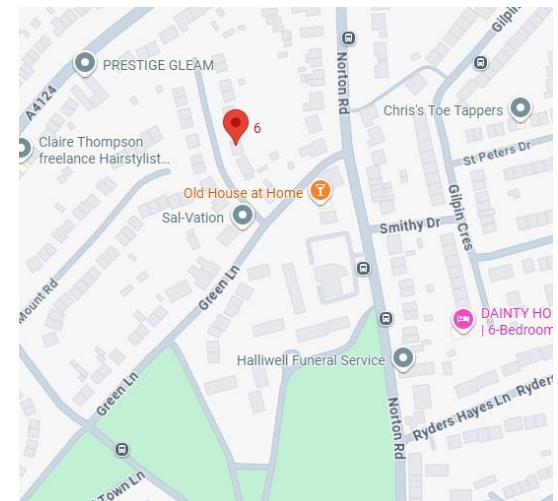 PRESTIGE GLEAM
A4124
Norton Rd
Gilpin
Chris's Toe Tappers
6
Claire Thompson
freelance Hairstylist...
St Peters Dr
Old House at Home
Sal-Vation
Smithy Dr
Gilpin Cres
Mount Rd
Green Ln
DAINTY HO
| 6-Bedroom
Halliwell Funeral Service
Green Ln
Norton Rd
Ryders Hayes Ln
Ryders
Town Ln